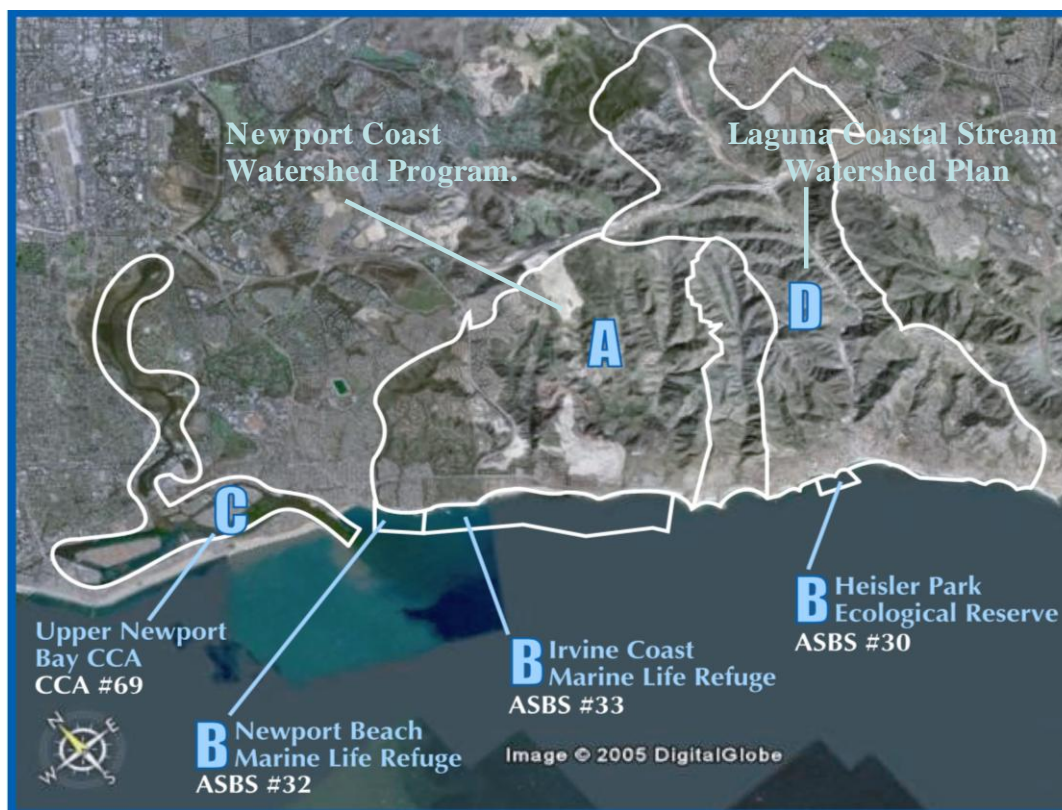 Newport Coast
Watershed Program.
Laguna Coastal Stream
Watershed Plan
A
D
C
Upper Newport
Bay CCA
CCA #69
B Newport Beach
Marine Life Refuge
ASBS #32
B Irvine Coast
Marine Life Refuge
ASBS #33
B Heisler Park
Ecological Reserve
ASBS #30
N
E
W
S
Image © 2005 DigitalGlobe